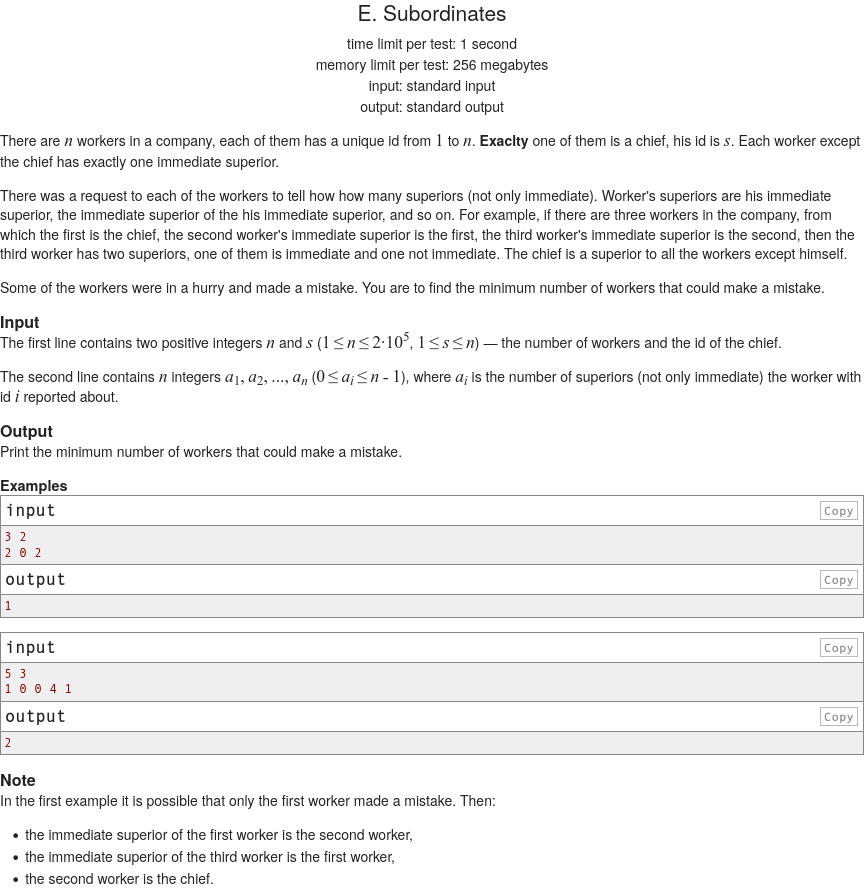 E. Subordinates
time limit per test: 1 second
memory limit per test: 256 megabytes
input: standard input
output: standard output
There are n workers in a company, each of them has a unique id from 1 to n. Exaclty one of them is a chief, his id is s. Each worker except
the chief has exactly one immediate superior.
There was a request to each of the workers to tell how how many superiors (not only immediate). Worker's superiors are his immediate
superior, the immediate superior of the his immediate superior, and so on. For example, if there are three workers in the company, from
which the first is the chief, the second worker's immediate superior is the first, the third worker's immediate superior is the second, then the
third worker has two superiors, one of them is immediate and one not immediate. The chief is a superior to all the workers except himself.
Some of the workers were in a hurry and made a mistake. You are to find the minimum number of workers that could make a mistake.
Input
The first line contains two positive integers n and s (1 ≤ n ≤ 2·10⁵, 1 ≤ s ≤ n) — the number of workers and the id of the chief.
The second line contains n integers a₁, a₂, ..., aₙ (0 ≤ aᵢ ≤ n - 1), where aᵢ is the number of superiors (not only immediate) the worker with
id i reported about.
Output
Print the minimum number of workers that could make a mistake.
Examples
input Copy
3 2
2 0 2
output Copy
1
input Copy
5 3
1 0 0 4 1
output Copy
2
Note
In the first example it is possible that only the first worker made a mistake. Then:
• the immediate superior of the first worker is the second worker,
• the immediate superior of the third worker is the first worker,
• the second worker is the chief.